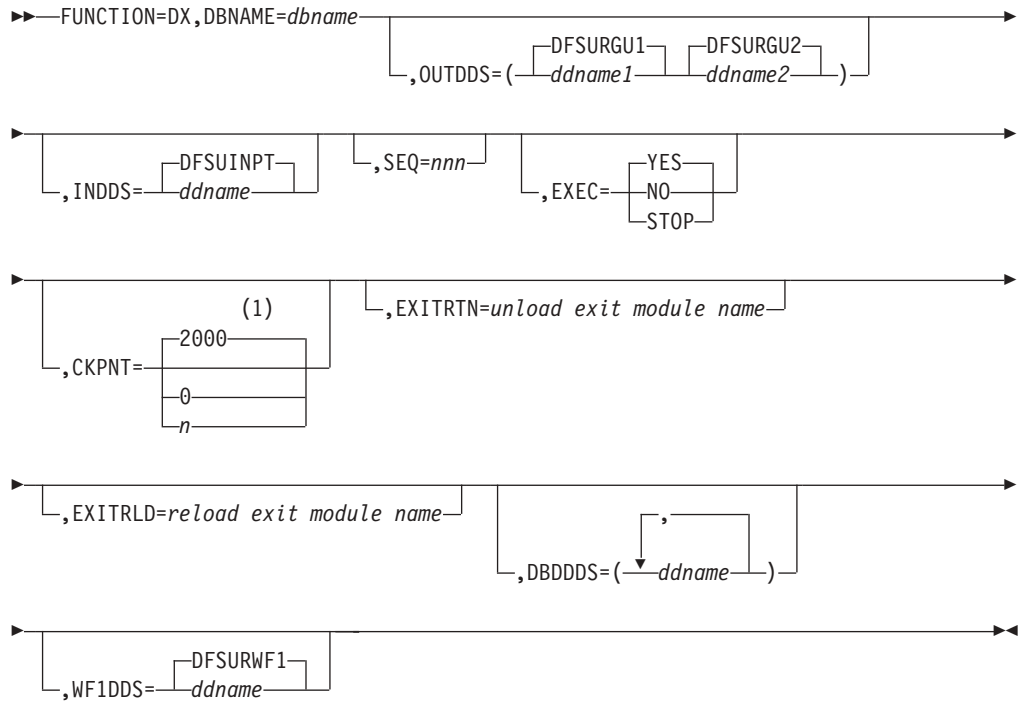 FUNCTION=DX,DBNAME=dbname
DFSURGU1 DFSURGU2
,OUTDDS=( ddname1 ddname2 )
DFSUINPT
,INDDS= ddname
,SEQ=nnn
YES
,EXEC= NO
STOP
(1)
2000
,CKPNT=
0
n
,EXITRTN=unload exit module name
,EXITRLD=reload exit module name
,
,DBDDDS=( ddname )
DFSURWF1
,WF1DDS= ddname